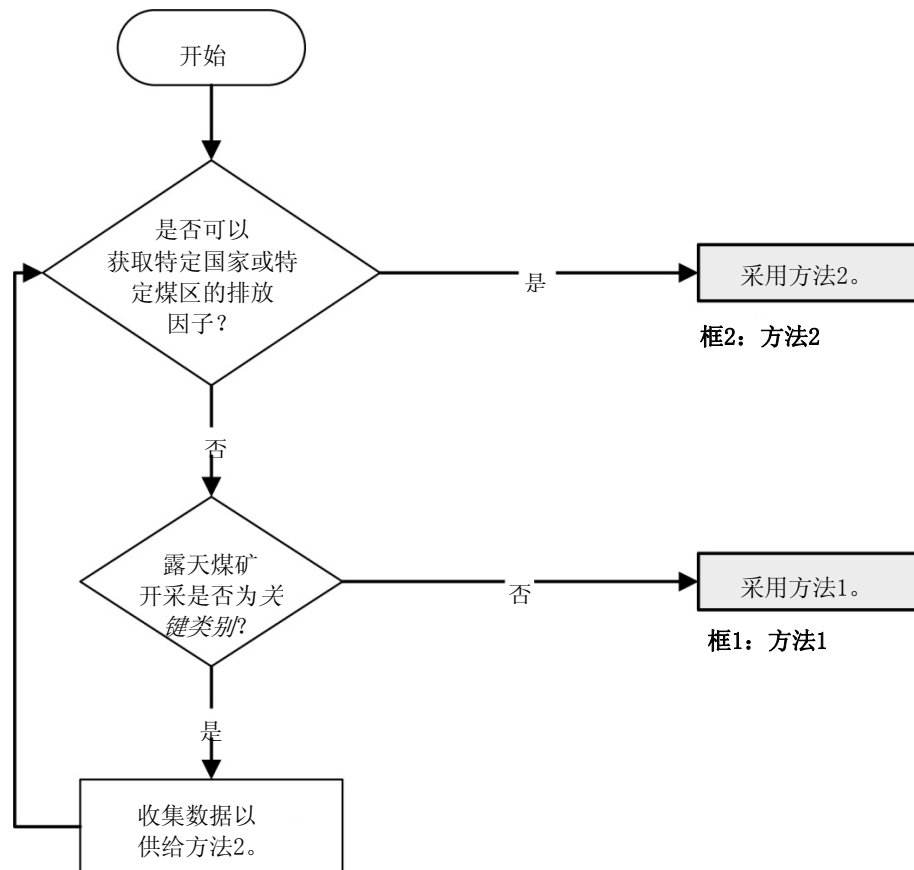 开始
是否可以
获取特定国家或特
定煤区的排放
因子？
是
采用方法2。
框2：方法2
否
露天煤矿
开采是否为关
键类别？
否
采用方法1。
框1：方法1
是
收集数据以
供给方法2。